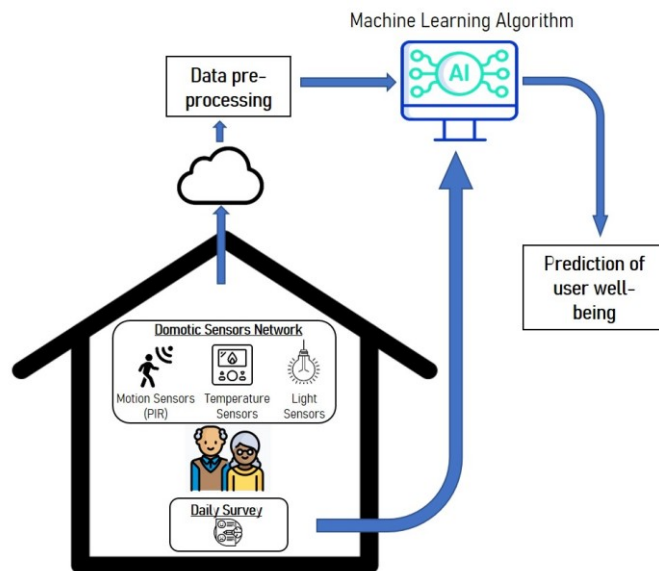 Machine Learning Algorithm
Data pre-
processing
AI
Prediction of
user well-
being
Domotic Sensors Network
Motion Sensors
(PIR)
Temperature
Sensors
Light
Sensors
Daily Survey